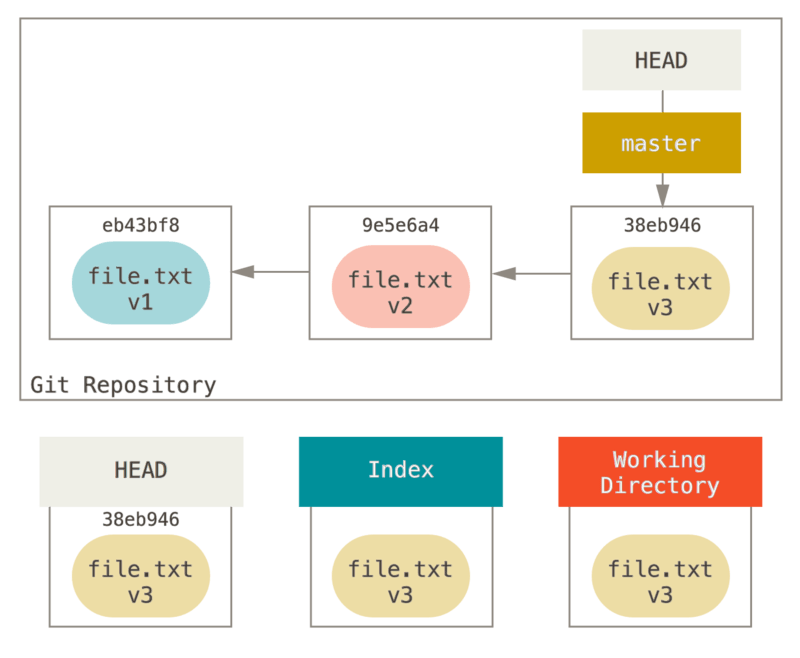 HEAD
master
eb43bf8
file.txt
v1
9e5e6a4
file.txt
v2
38eb946
file.txt
v3
Git Repository
HEAD
38eb946
file.txt
v3
Index
file.txt
v3
Working
Directory
file.txt
v3